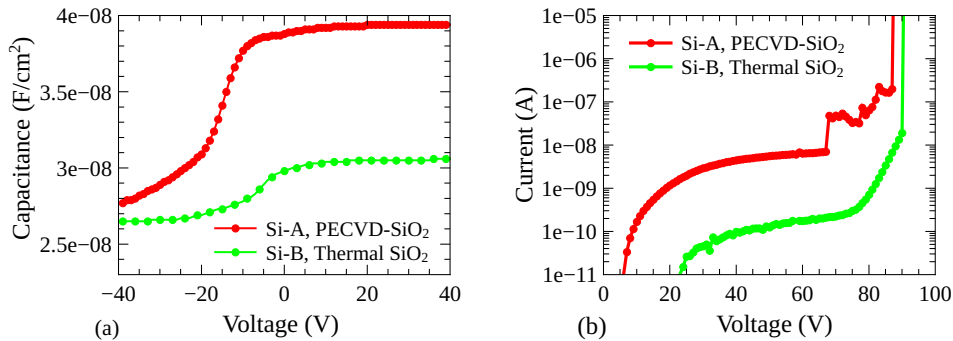 4e−08
3.5e−08
3e−08
2.5e−08
Capacitance (F/cm²)
Si-A, PECVD-SiO₂
Si-B, Thermal SiO₂
−40 −20 0 20 40
Voltage (V)
(a)
1e−05
1e−06
1e−07
1e−08
1e−09
1e−10
1e−11
Current (A)
Si-A, PECVD-SiO₂
Si-B, Thermal SiO₂
0 20 40 60 80 100
Voltage (V)
(b)